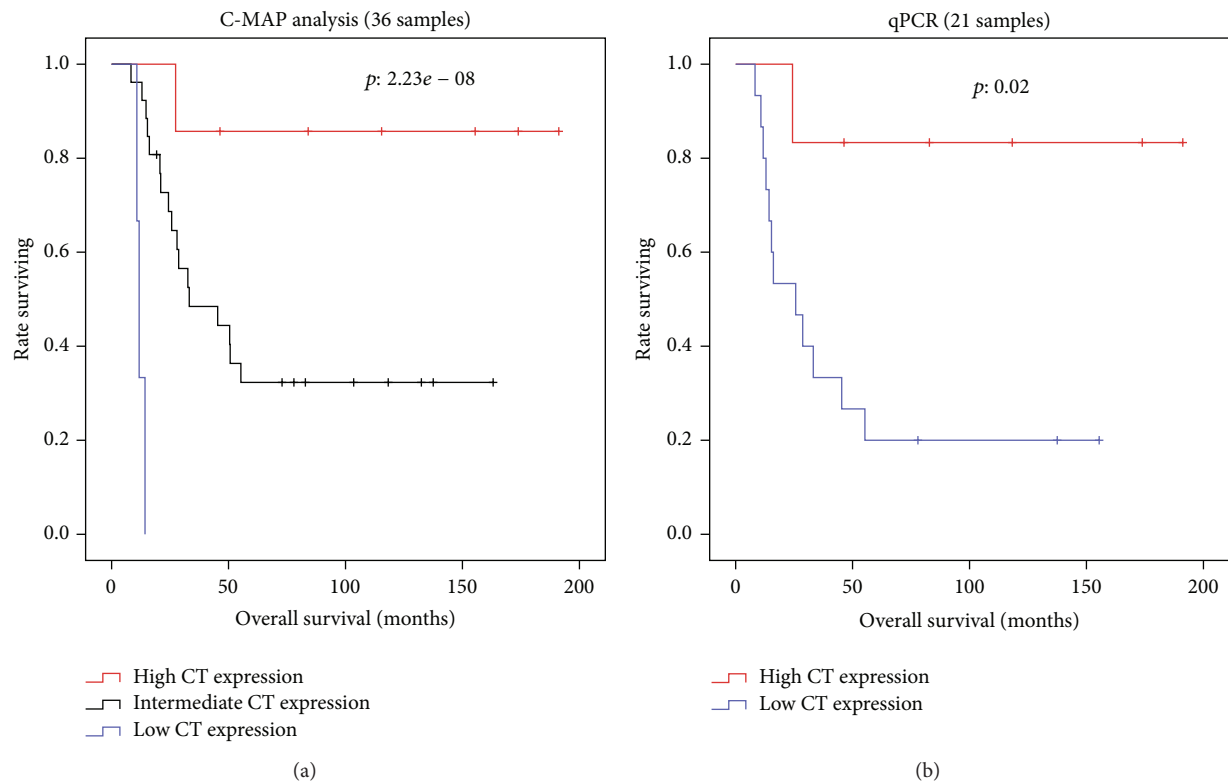 C-MAP analysis (36 samples)
p: 2.23e − 08
1.0
0.8
0.6
0.4
0.2
0.0
Rate surviving
0 50 100 150 200
Overall survival (months)
High CT expression
Intermediate CT expression
Low CT expression
(a)
qPCR (21 samples)
p: 0.02
1.0
0.8
0.6
0.4
0.2
0.0
Rate surviving
0 50 100 150 200
Overall survival (months)
High CT expression
Low CT expression
(b)